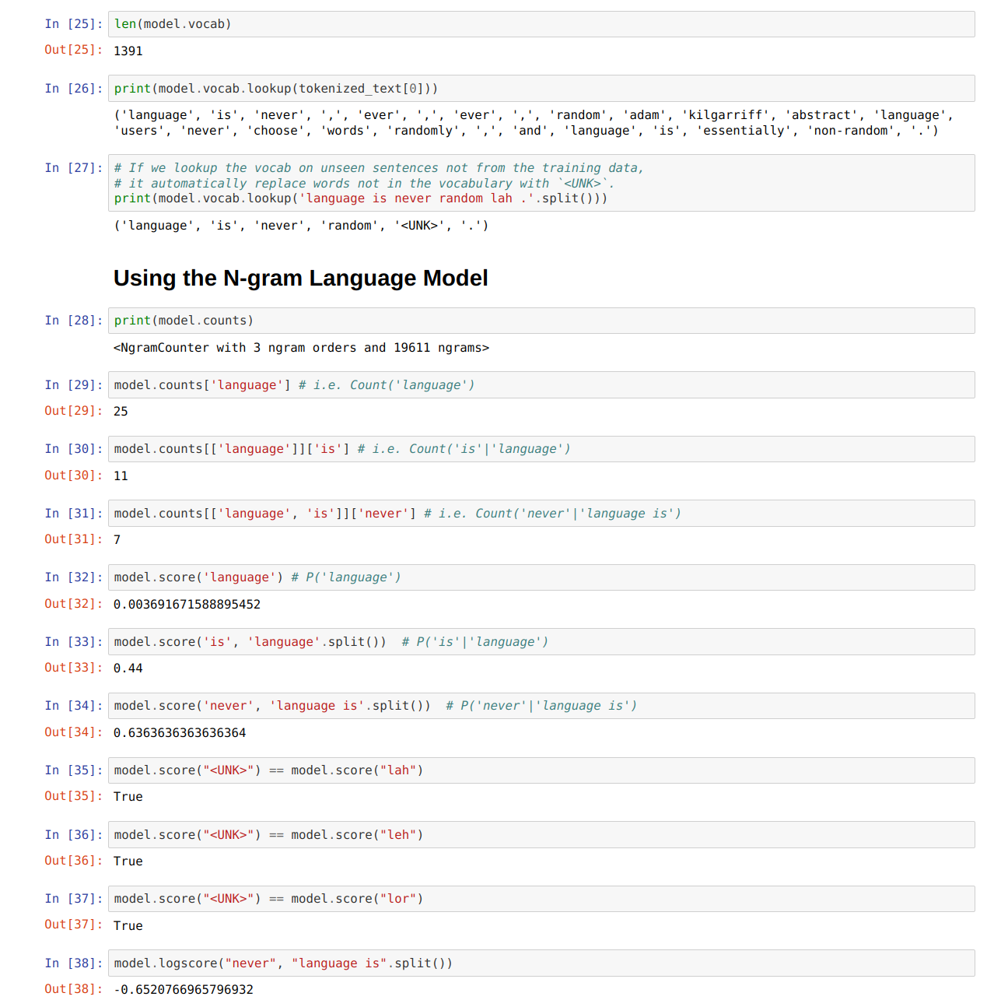 In [25]: len(model.vocab)
Out[25]: 1391
In [26]: print(model.vocab.lookup(tokenized_text[0]))
('language', 'is', 'never', ',', 'ever', ',', 'ever', ',', 'random', 'adam', 'kilgarriff', 'abstract', 'language',
'users', 'never', 'choose', 'words', 'randomly', ',', 'and', 'language', 'is', 'essentially', 'non-random', '.')
In [27]: # If we lookup the vocab on unseen sentences not from the training data,
# it automatically replace words not in the vocabulary with `<UNK>`.
print(model.vocab.lookup('language is never random lah .'.split()))
('language', 'is', 'never', 'random', '<UNK>', '.')
Using the N-gram Language Model
In [28]: print(model.counts)
<NgramCounter with 3 ngram orders and 19611 ngrams>
In [29]: model.counts['language'] # i.e. Count('language')
Out[29]: 25
In [30]: model.counts[['language']]['is'] # i.e. Count('is'|'language')
Out[30]: 11
In [31]: model.counts[['language', 'is']]['never'] # i.e. Count('never'|'language is')
Out[31]: 7
In [32]: model.score('language') # P('language')
Out[32]: 0.003691671588895452
In [33]: model.score('is', 'language'.split())  # P('is'|'language')
Out[33]: 0.44
In [34]: model.score('never', 'language is'.split())  # P('never'|'language is')
Out[34]: 0.6363636363636364
In [35]: model.score("<UNK>") == model.score("lah")
Out[35]: True
In [36]: model.score("<UNK>") == model.score("leh")
Out[36]: True
In [37]: model.score("<UNK>") == model.score("lor")
Out[37]: True
In [38]: model.logscore("never", "language is".split())
Out[38]: -0.6520766965796932